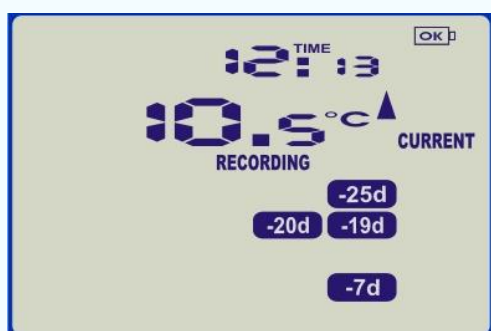 OK
TIME
12:13
10.5°C
CURRENT
RECORDING
-25d
-20d -19d
-7d